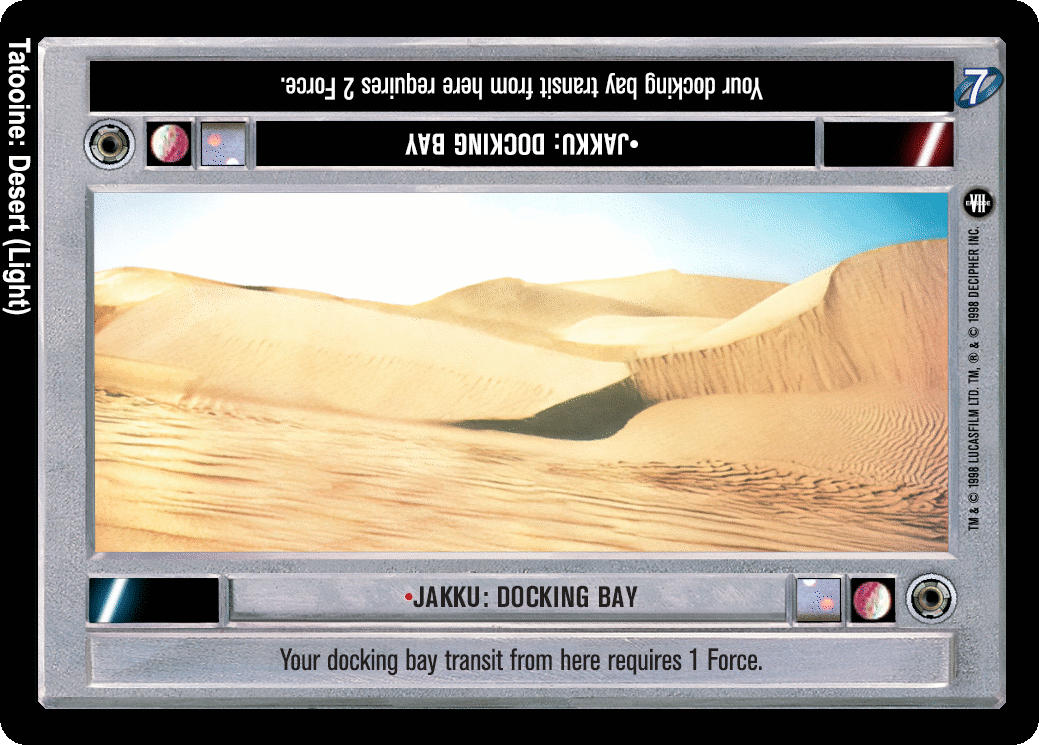 Your docking bay transit from here requires 2 Force.
7
•JAKKU: DOCKING BAY
Tatooine: Desert (Light)
EPISODE
VII
TM & © 1998 LUCASFILM LTD. TM, ® & © 1998 DECIPHER INC.
•JAKKU: DOCKING BAY
Your docking bay transit from here requires 1 Force.